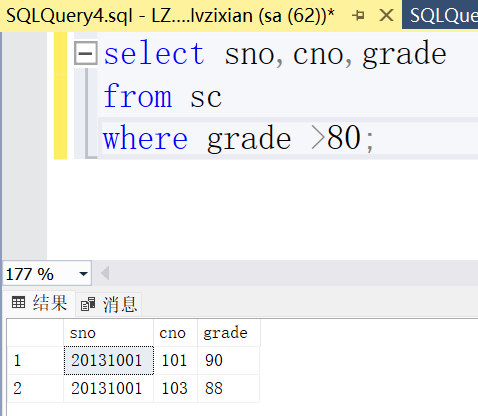 SQLQuery4.sql - LZ....lvzixian (sa (62))* SQLQue
select sno,cno,grade
from sc
where grade >80;
177 %
结果 消息
sno cno grade
1 20131001 101 90
2 20131001 103 88